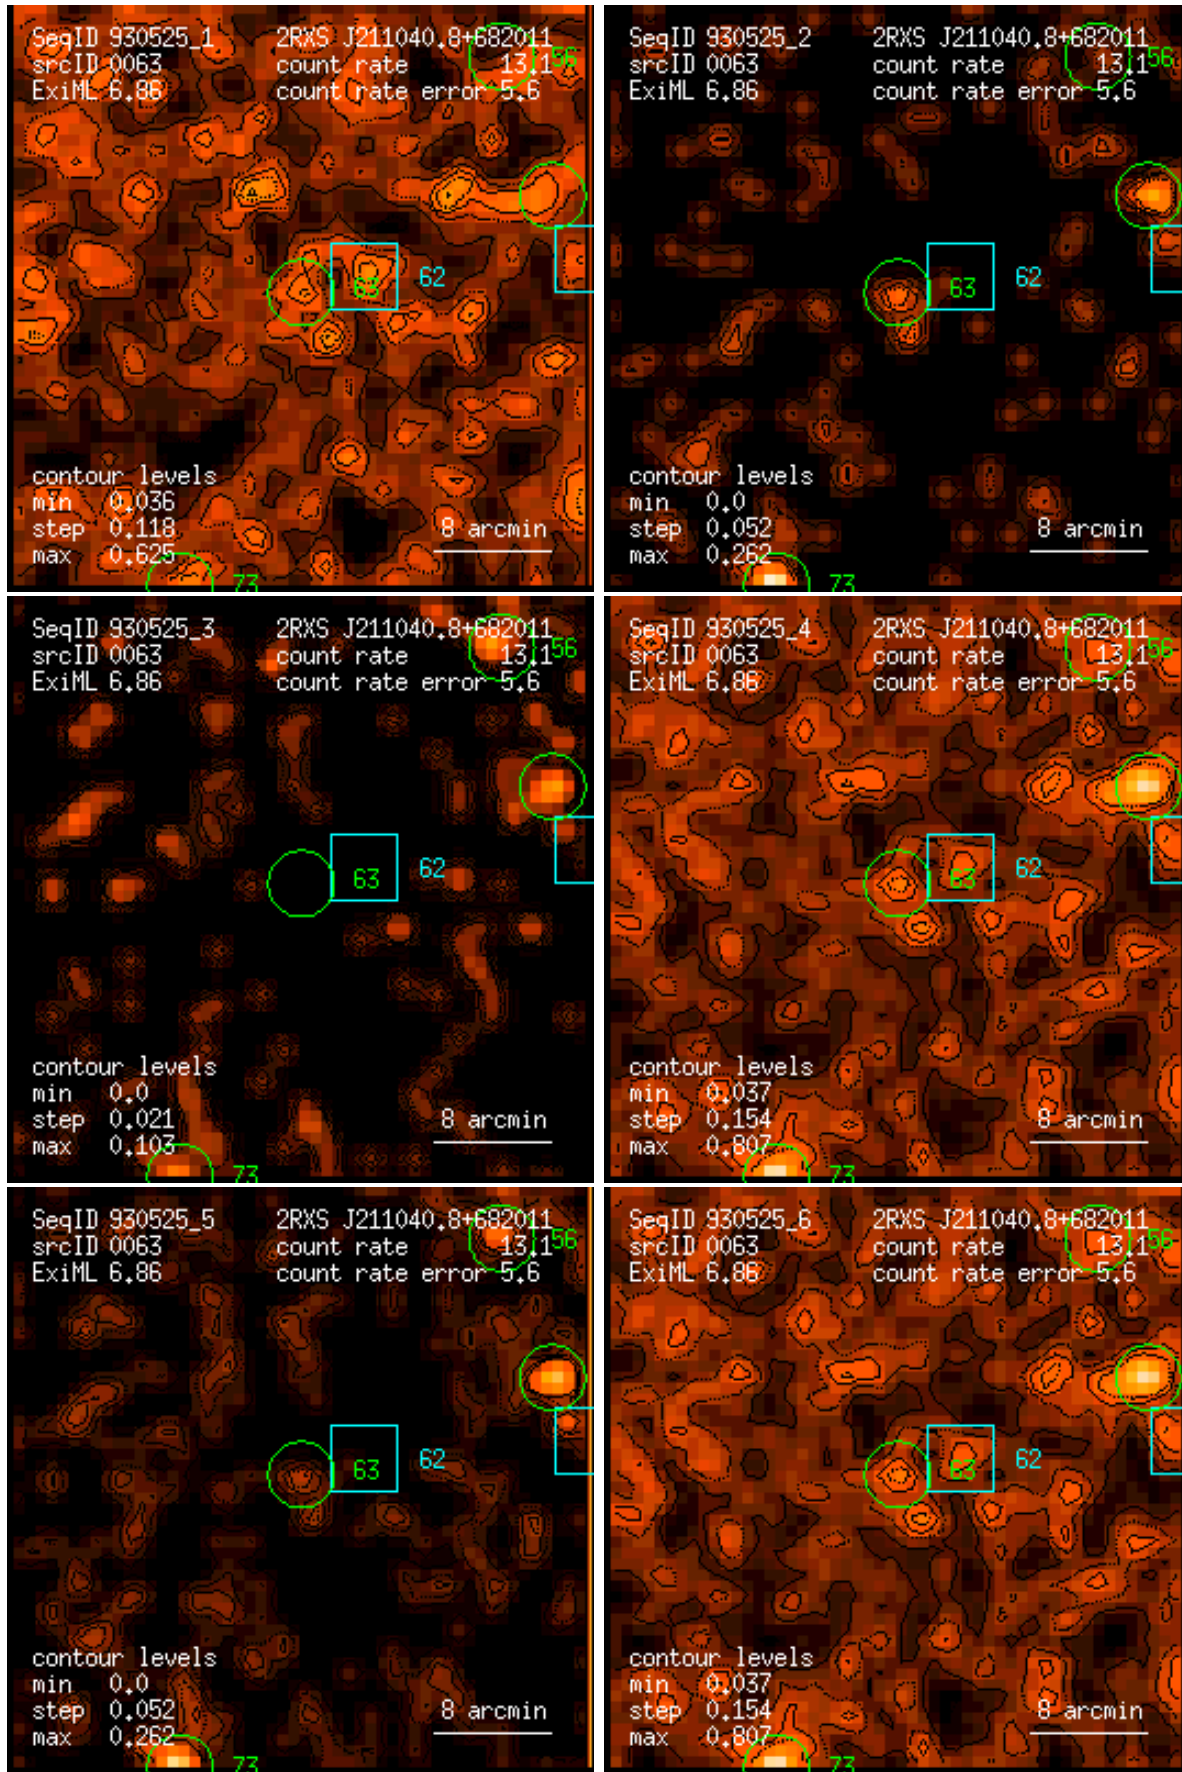 SeqID 930525_1 2RXS J211040.8+682011
srcID 0063 count rate 13.1 56
ExiML 6.86 count rate error 5.6
63 62
contour levels
min 0.036
step 0.118 8 arcmin
max 0.625
73
SeqID 930525_2 2RXS J211040.8+682011
srcID 0063 count rate 13.1 56
ExiML 6.86 count rate error 5.6
63 62
contour levels
min 0.0
step 0.052 8 arcmin
max 0.262
73
SeqID 930525_3 2RXS J211040.8+682011
srcID 0063 count rate 13.1 56
ExiML 6.86 count rate error 5.6
63 62
contour levels
min 0.0
step 0.021 8 arcmin
max 0.103
73
SeqID 930525_4 2RXS J211040.8+682011
srcID 0063 count rate 13.1 56
ExiML 6.86 count rate error 5.6
63 62
contour levels
min 0.037
step 0.154 8 arcmin
max 0.807
73
SeqID 930525_5 2RXS J211040.8+682011
srcID 0063 count rate 13.1 56
ExiML 6.86 count rate error 5.6
63 62
contour levels
min 0.0
step 0.052 8 arcmin
max 0.262
73
SeqID 930525_6 2RXS J211040.8+682011
srcID 0063 count rate 13.1 56
ExiML 6.86 count rate error 5.6
63 62
contour levels
min 0.037
step 0.154 8 arcmin
max 0.807
73